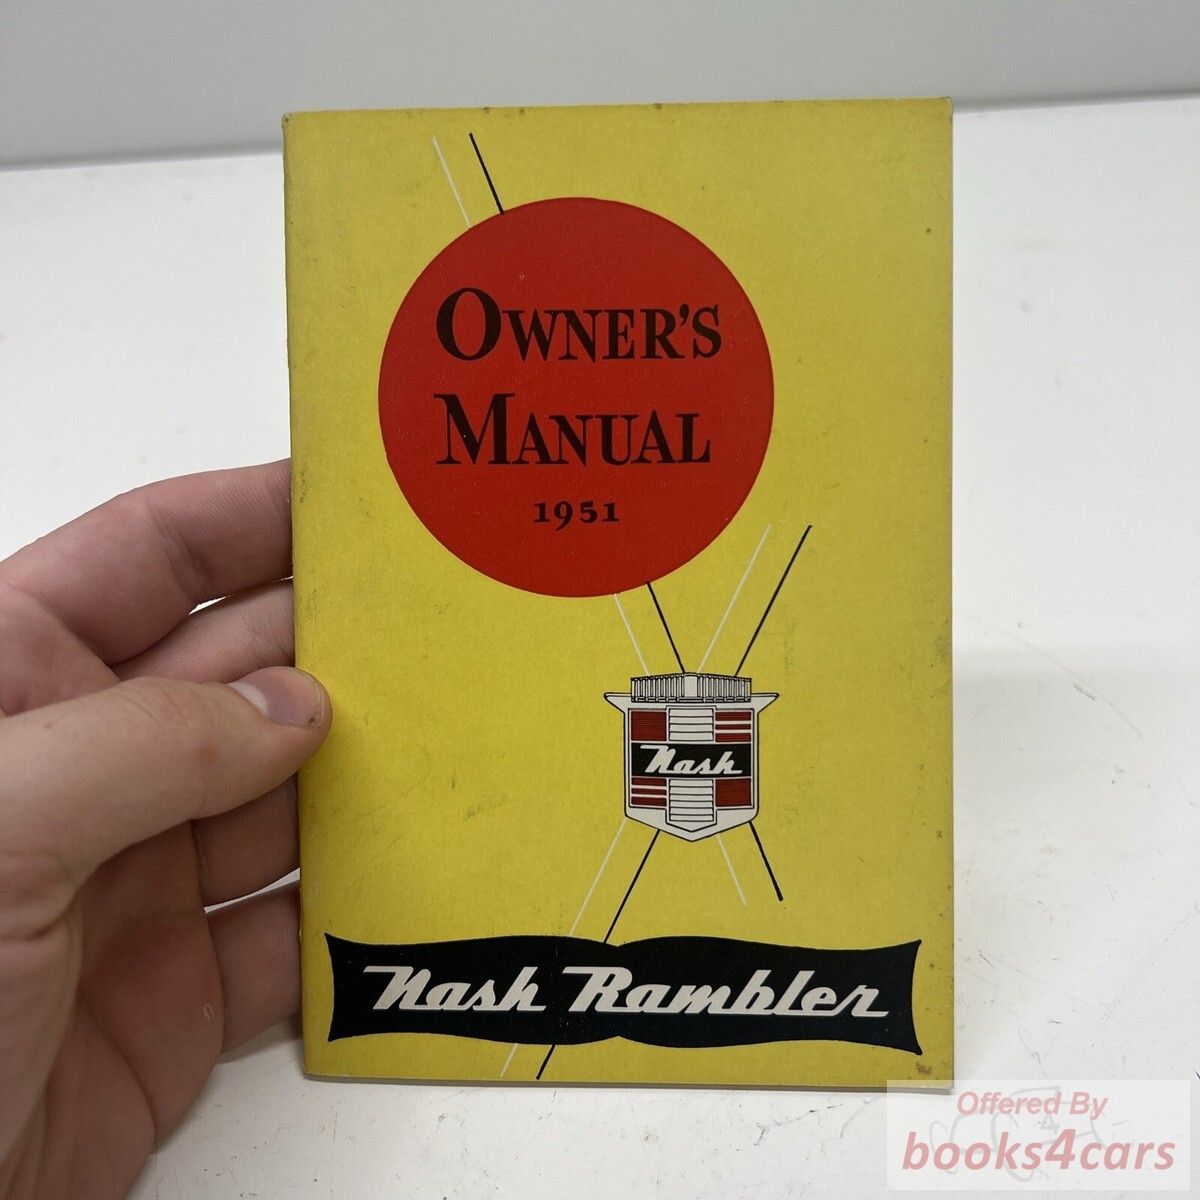 OWNER'S
MANUAL
1951
Nash
Nash Rambler
Offered By
books4cars